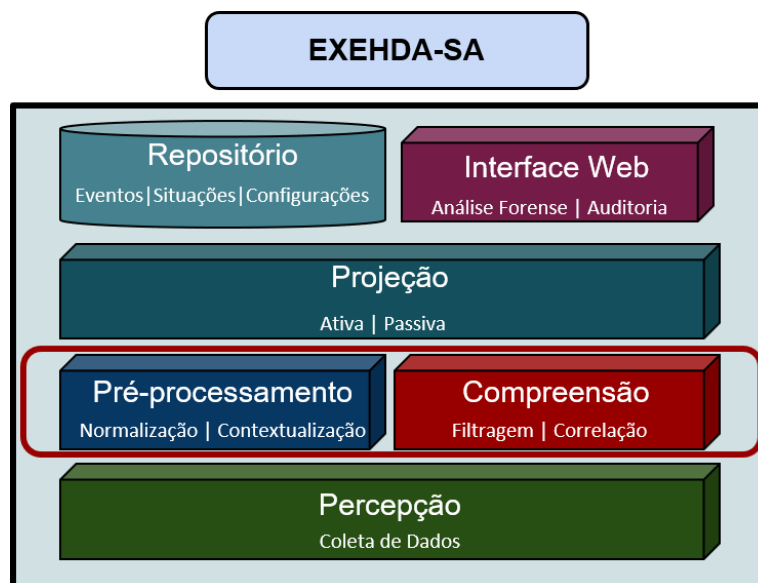 EXEHDA-SA
Repositório
Eventos|Situações|Configurações
Interface Web
Análise Forense | Auditoria
Projeção
Ativa | Passiva
Pré-processamento
Normalização | Contextualização
Compreensão
Filtragem | Correlação
Percepção
Coleta de Dados